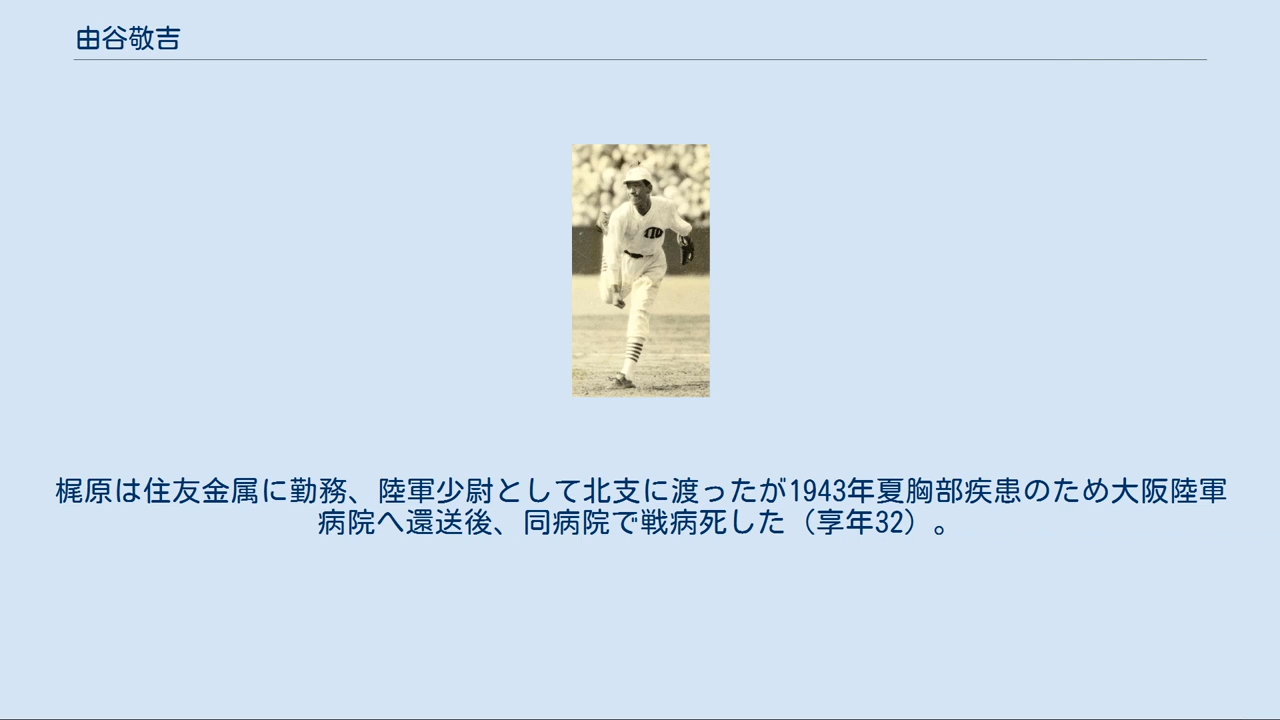 由谷敬吉
梶原は住友金属に勤務、陸軍少尉として北支に渡ったが1943年夏胸部疾患のため大阪陸軍
病院へ還送後、同病院で戦病死した（享年32）。